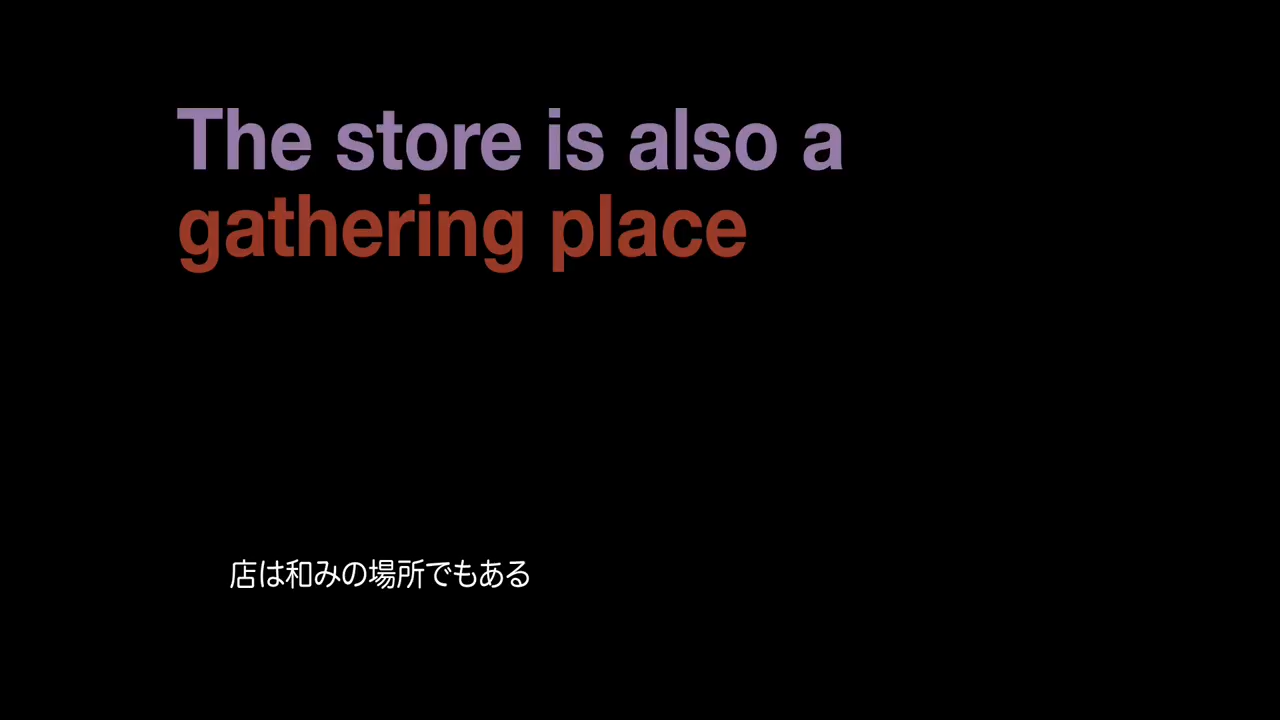 The store is also a
gathering place
店は和みの場所でもある